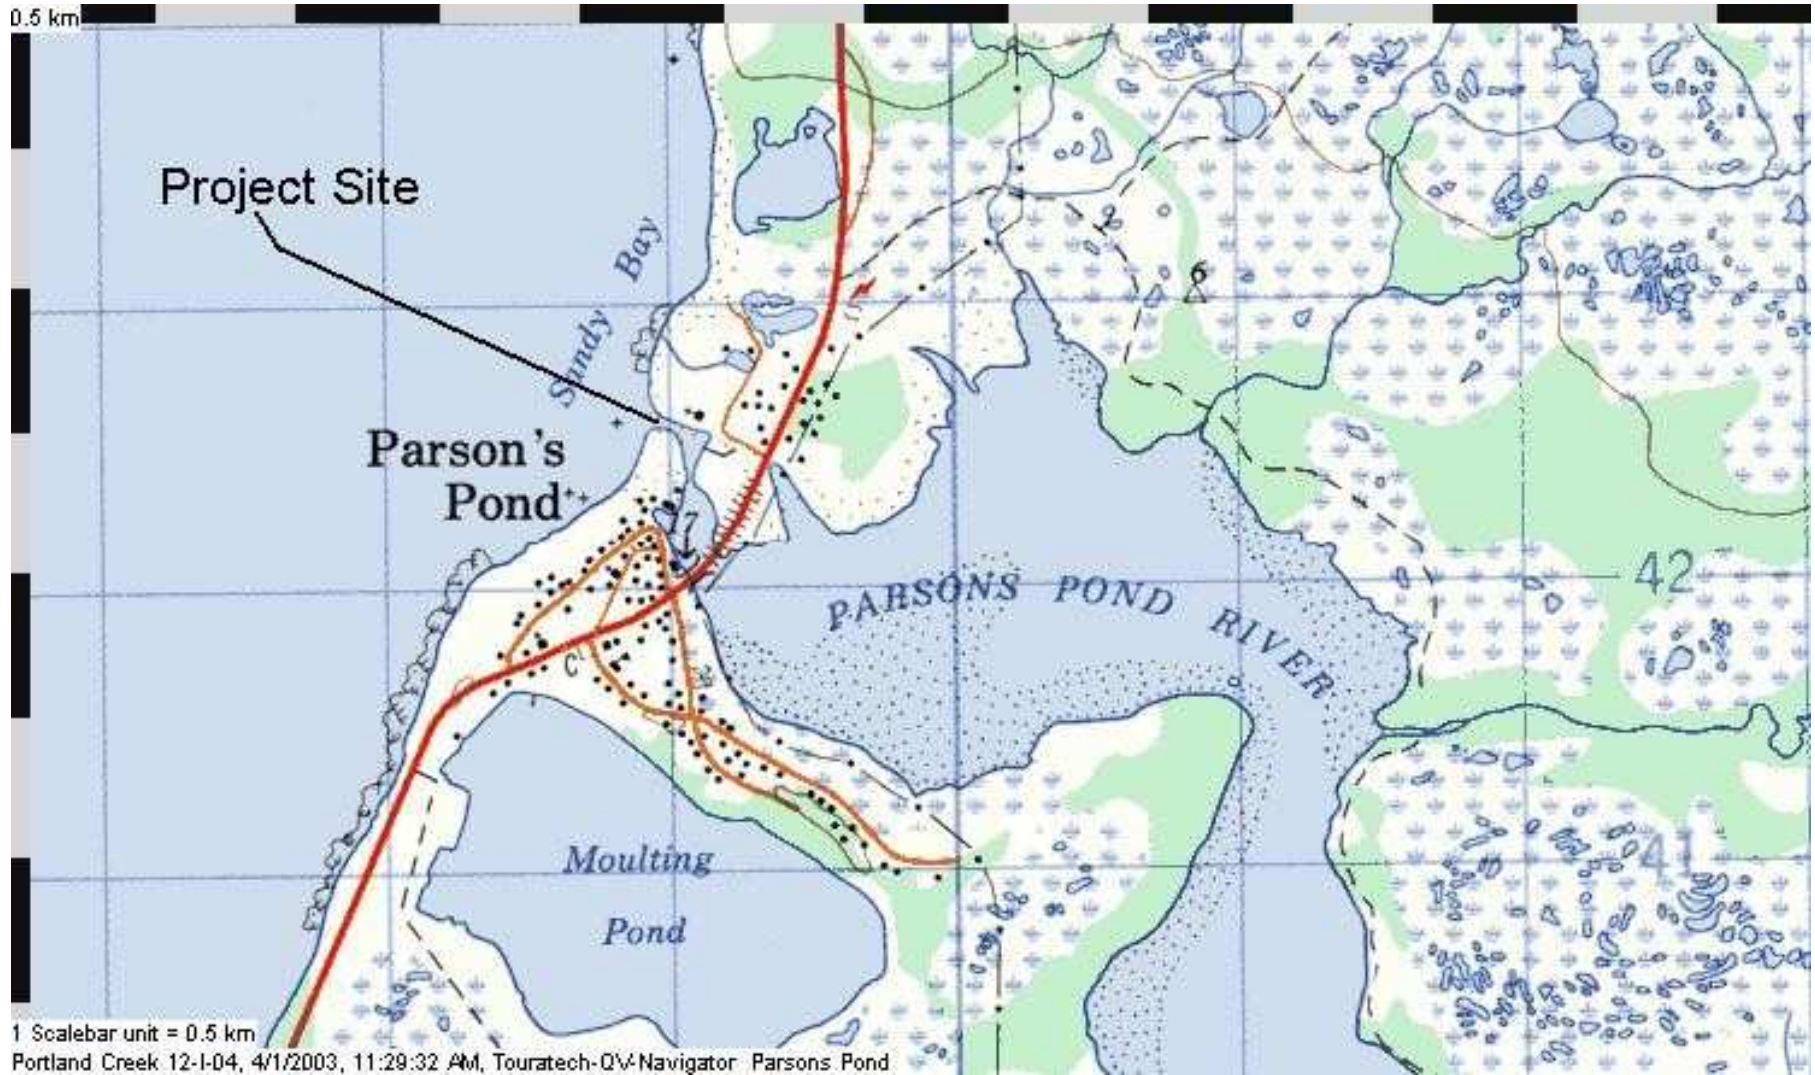 0.5 km
Project Site
Sandy Bay
Parson's
Pond
6
17
PARSONS POND RIVER
42
C
Moulting
Pond
41
1 Scalebar unit = 0.5 km
Portland Creek 12-I-04, 4/1/2003, 11:29:32 AM, Touratech-QV-Navigator Parsons Pond